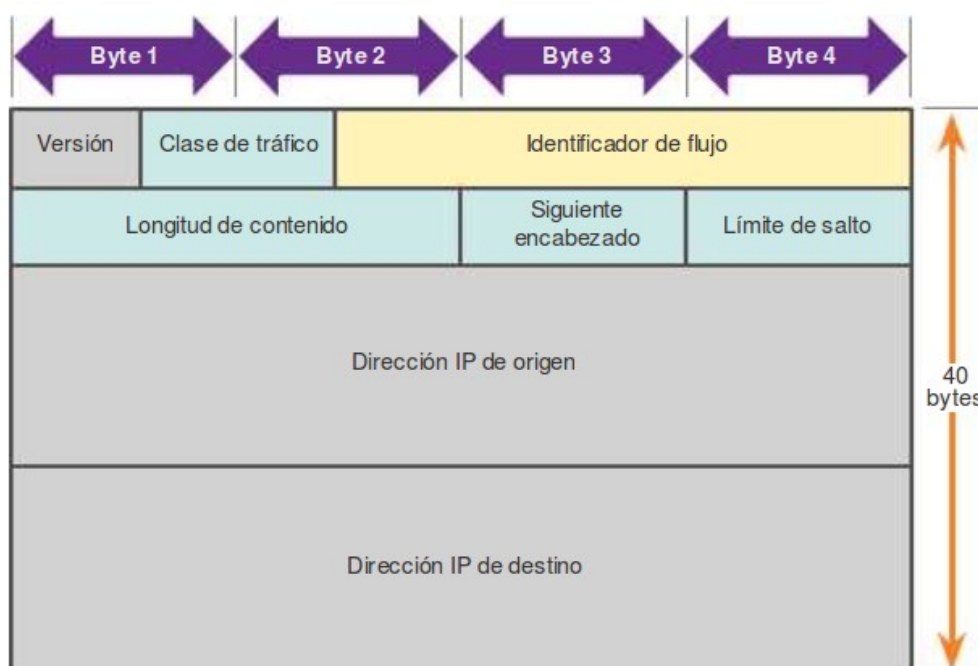 Byte 1
Byte 2
Byte 3
Byte 4
Versión
Clase de tráfico
Identificador de flujo
Longitud de contenido
Siguiente
encabezado
Límite de salto
Dirección IP de origen
40
bytes
Dirección IP de destino